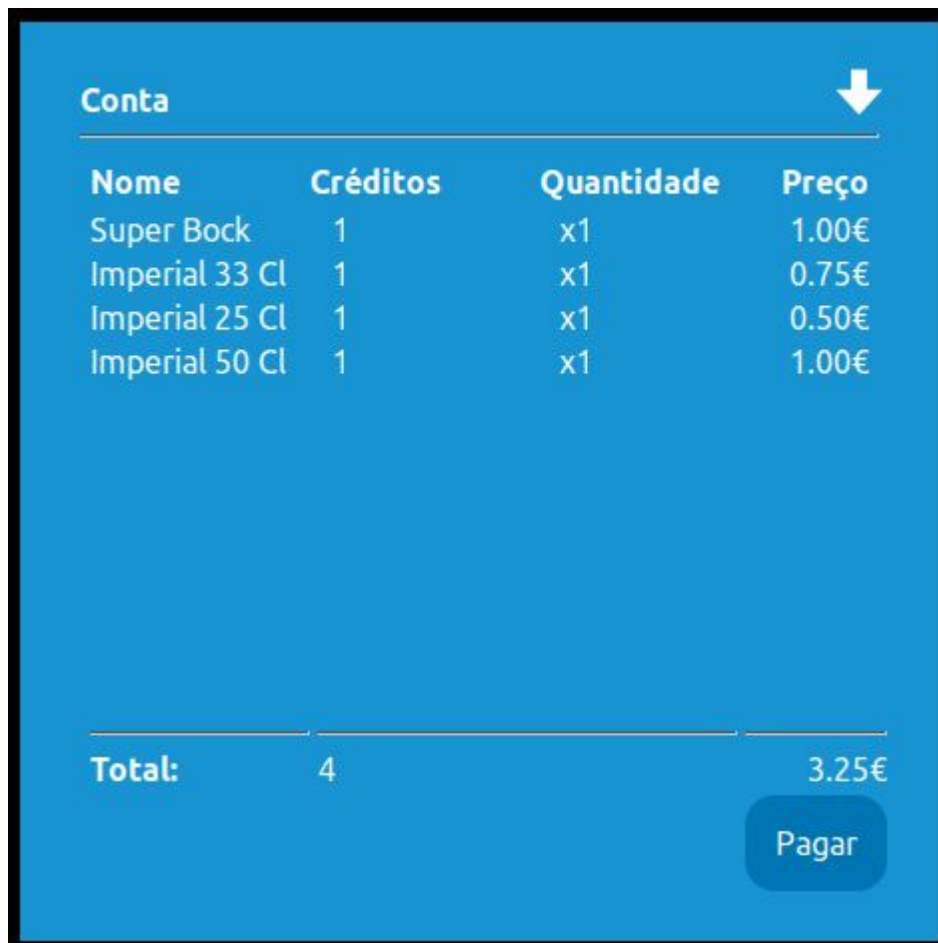 Conta
Nome Créditos Quantidade Preço
Super Bock 1 x1 1.00€
Imperial 33 Cl 1 x1 0.75€
Imperial 25 Cl 1 x1 0.50€
Imperial 50 Cl 1 x1 1.00€
Total: 4 3.25€
Pagar